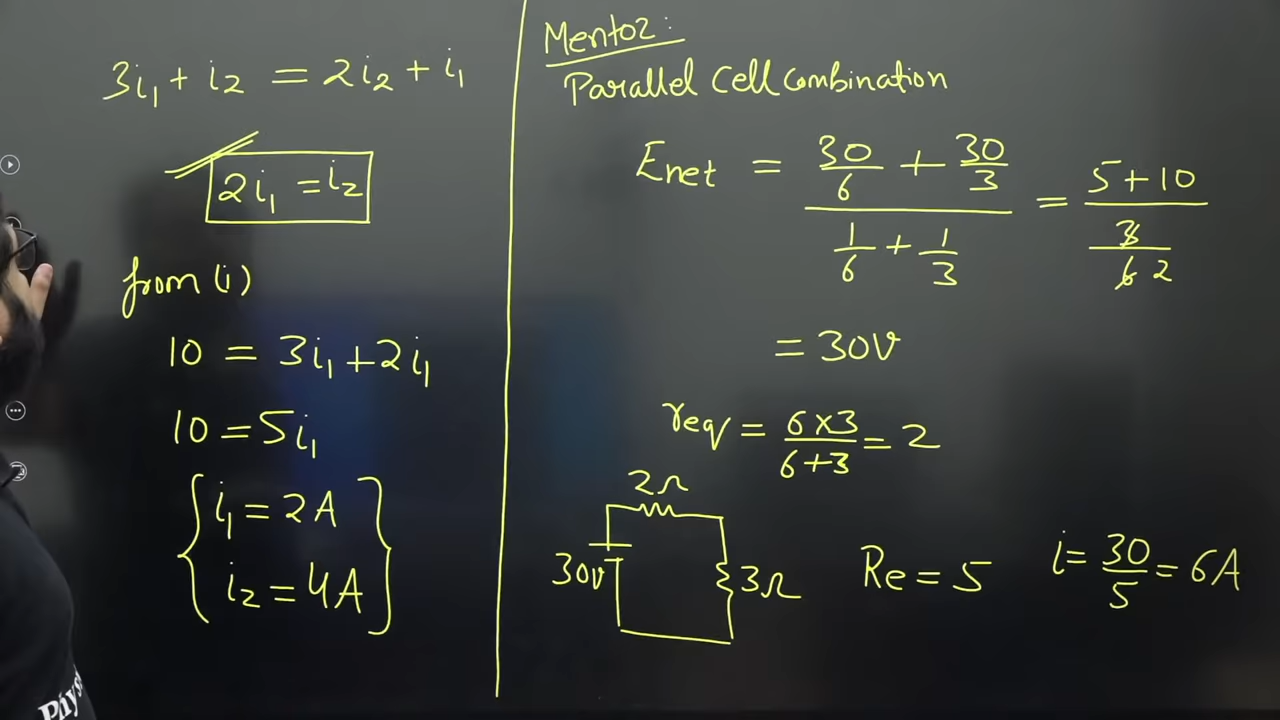 3i₁ + i₂ = 2i₂ + i₁
2i₁ = i₂
from (i)
10 = 3i₁ + 2i₁
10 = 5i₁
i₁ = 2A
i₂ = 4A
Mento2:
Parallel Cell Combination
Enet = (30/6 + 30/3) / (1/6 + 1/3) = (5 + 10) / (3/6 2)
= 30V
req = (6 × 3)/(6 + 3) = 2
2Ω
30v
3Ω
Re = 5
i = 30/5 = 6A